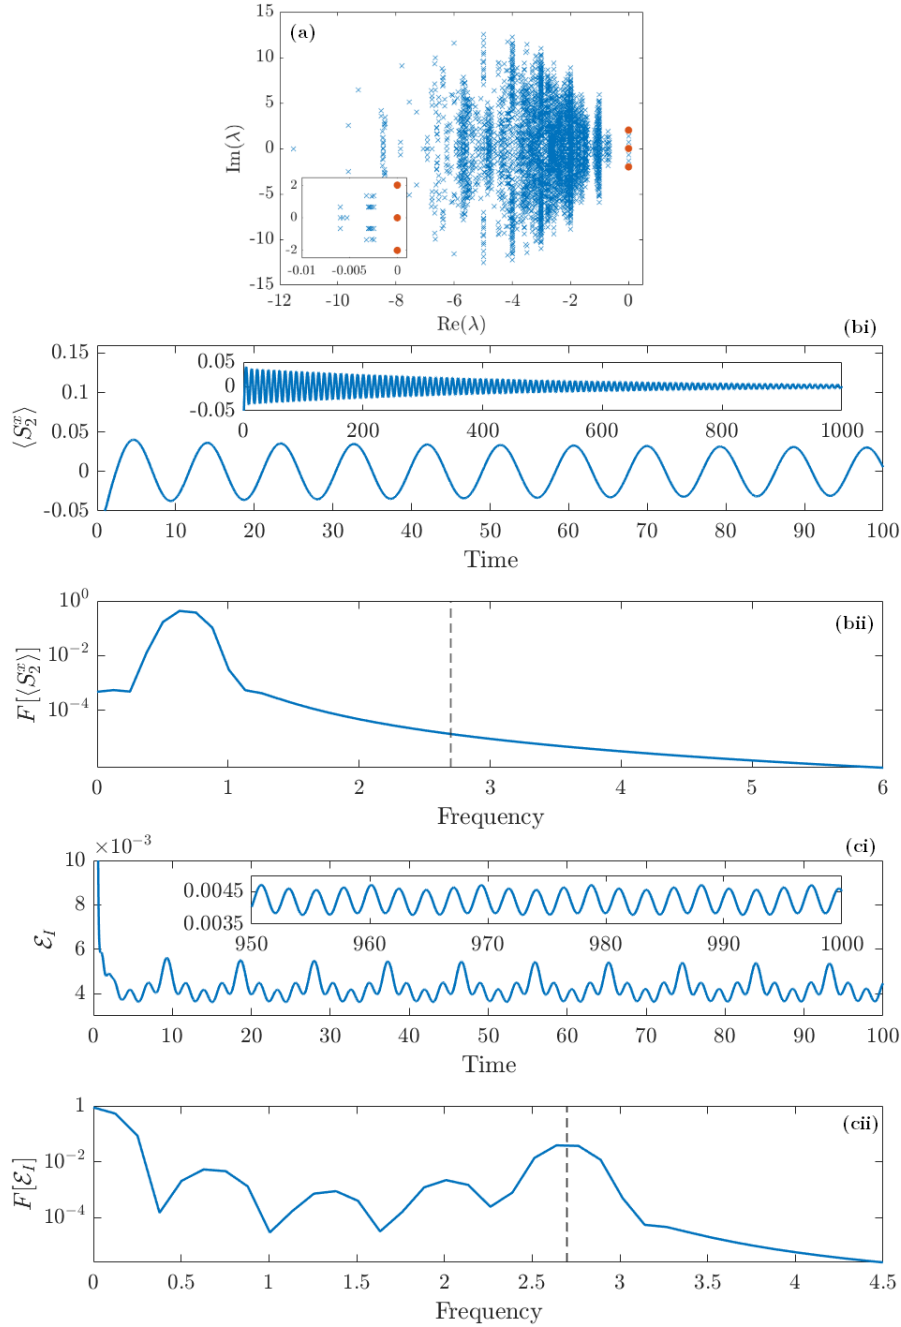 (a)
15
10
5
0
-5
-10
-15
Im(λ)
2
0
-2
-0.01 -0.005 0
-12 -10 -8 -6 -4 -2 0
Re(λ)
(bi)
0.15
0.1
0.05
0
-0.05
⟨S₂ˣ⟩
0.05
0
-0.05
0 200 400 600 800 1000
0 10 20 30 40 50 60 70 80 90 100
Time
(bii)
10⁰
10⁻²
10⁻⁴
F[⟨S₂ˣ⟩]
0 1 2 3 4 5 6
Frequency
(ci)
×10⁻³
10
8
6
4
ℰ_I
0.0045
0.0035
950 960 970 980 990 1000
0 10 20 30 40 50 60 70 80 90 100
Time
(cii)
1
10⁻²
10⁻⁴
F[ℰ_I]
0 0.5 1 1.5 2 2.5 3 3.5 4 4.5
Frequency